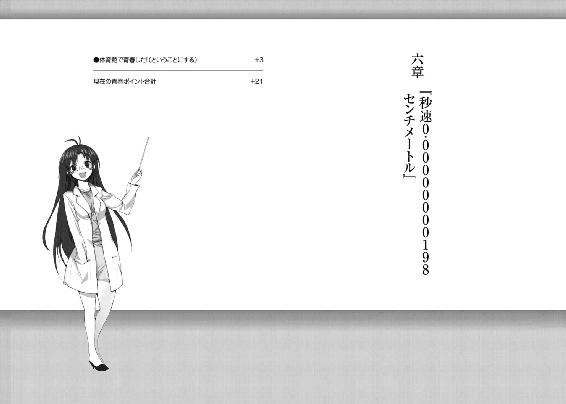 六章
『秒速0.000000000198
センチメートル』
●体育館で青春した!(ということにする) +3
現在の青春ポイント合計 +21